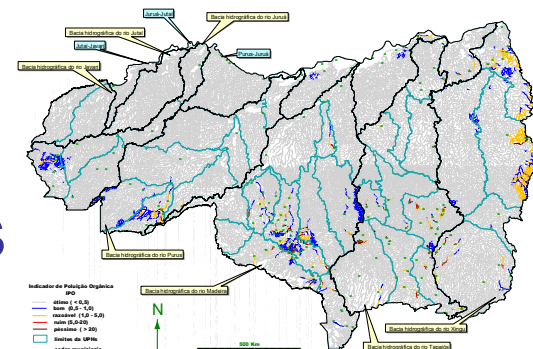 Juruá-Jutaí
Bacia hidrográfica do rio Juruá
Bacia hidrográfica do rio Jutaí
Jutaí-Javari
Purus-Juruá
Bacia hidrográfica do rio Javari
S
Bacia hidrográfica do rio Purus
Indicador de Poluição Orgânica
IPO
ótimo ( < 0,5)
bom (0,5 - 1,0)
razoável (1,0 - 5,0)
ruim (5,0-20)
péssimo ( > 20)
limites da UPHs
Bacia hidrográfica do rio Madeira
N
500 Km
Bacia hidrográfica do rio Xingu
Bacia hidrográfica do rio Tapajós